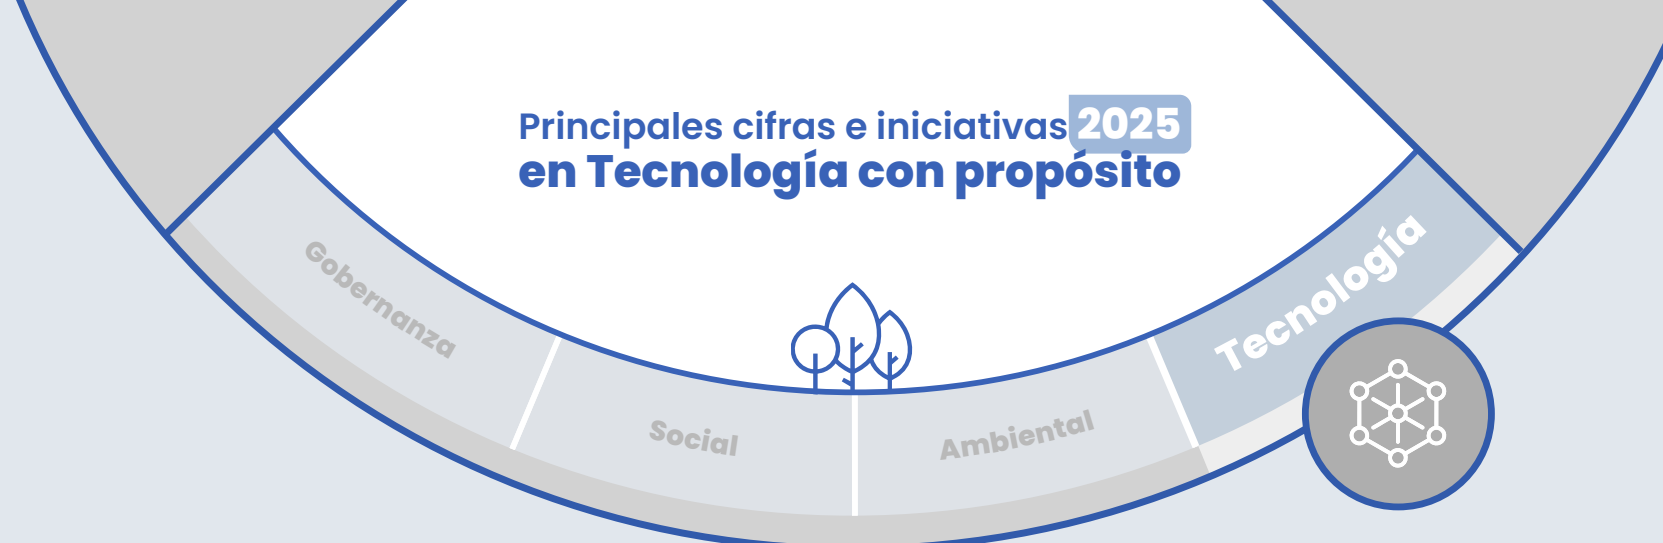 Principales cifras e iniciativas 2025
en Tecnología con propósito
Gobernanza
Social
Ambiental
Tecnología